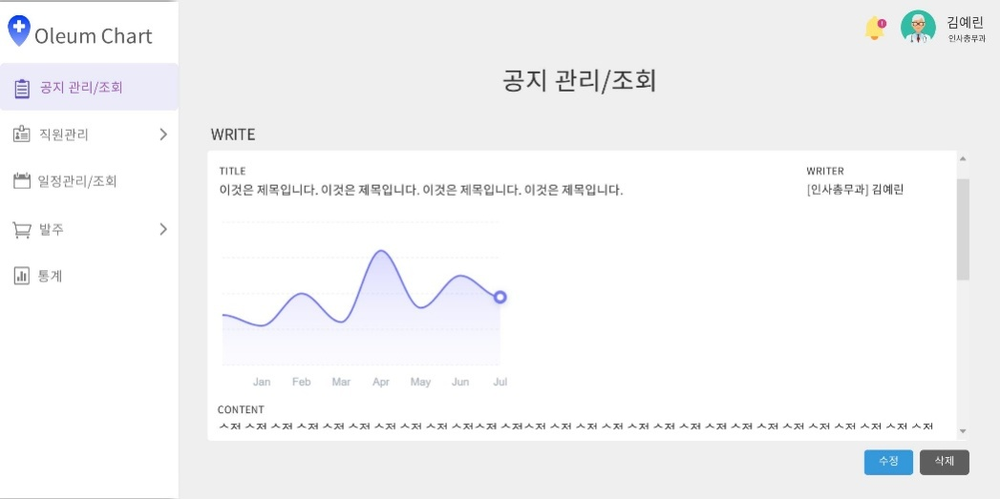 Oleum Chart
공지 관리/조회
직원관리
일정관리/조회
발주
통계
김예린
인사총무과
공지 관리/조회
WRITE
TITLE
이것은 제목입니다. 이것은 제목입니다. 이것은 제목입니다. 이것은 제목입니다.
WRITER
[인사총무과] 김예린
Jan Feb Mar Apr May Jun Jul
CONTENT
수정 삭제